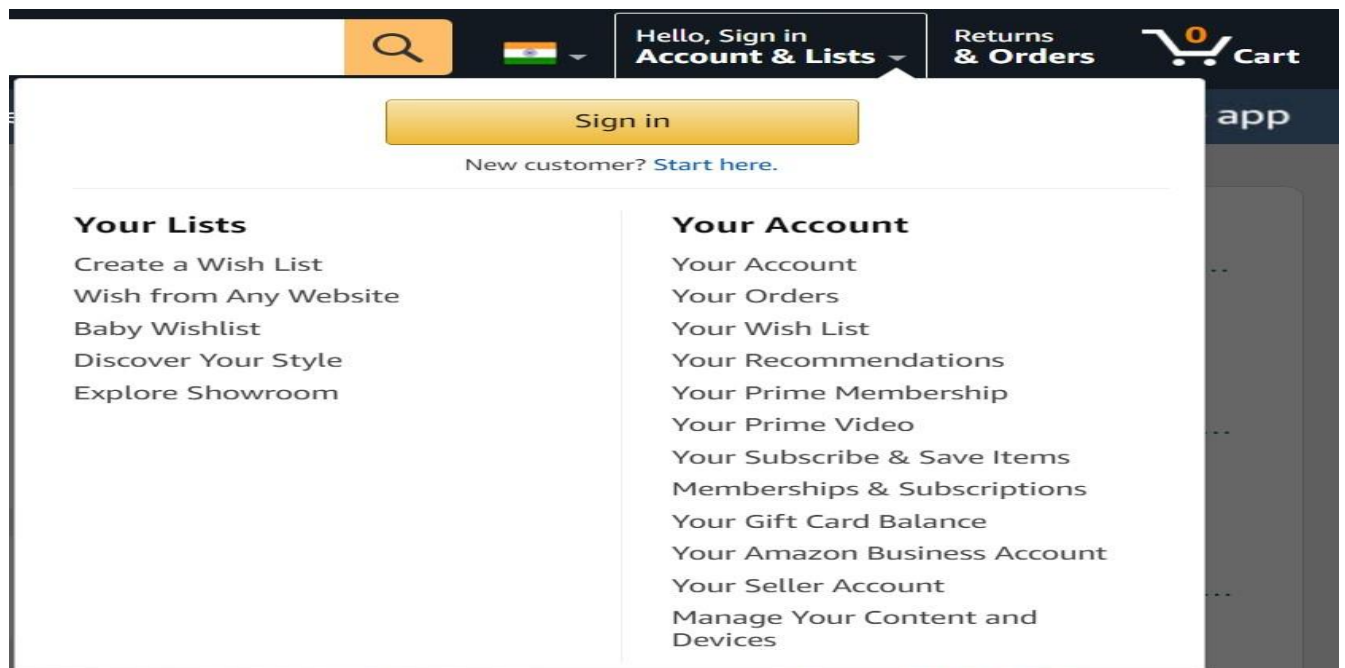 Hello, Sign in
Account & Lists
Returns
& Orders
0
Cart
app
Sign in
New customer? Start here.
Your Lists
Create a Wish List
Wish from Any Website
Baby Wishlist
Discover Your Style
Explore Showroom
Your Account
Your Account
Your Orders
Your Wish List
Your Recommendations
Your Prime Membership
Your Prime Video
Your Subscribe & Save Items
Memberships & Subscriptions
Your Gift Card Balance
Your Amazon Business Account
Your Seller Account
Manage Your Content and
Devices